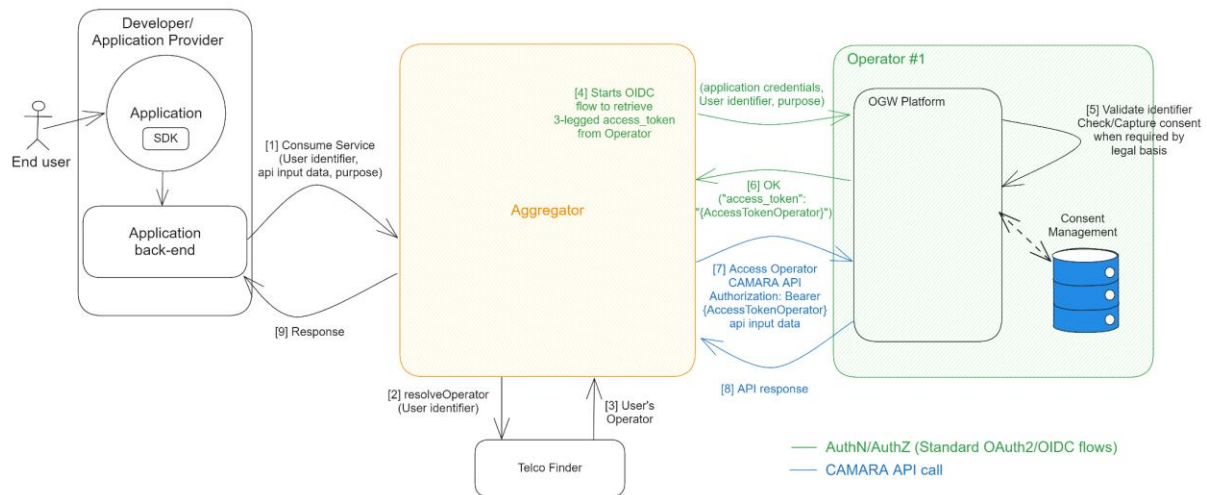 Developer/
Application Provider
Application
SDK
End user
Application
back-end
[1] Consume Service
(User identifier,
api input data, purpose)
[9] Response
Aggregator
[4] Starts OIDC
flow to retrieve
3-legged access_token
from Operator
(application credentials,
User identifier, purpose)
[6] OK
("access_token":
"{AccessTokenOperator}")
[7] Access Operator
CAMARA API
Authorization: Bearer
{AccessTokenOperator}
api input data
[8] API response
[2] resolveOperator
(User identifier)
[3] User's
Operator
Telco Finder
Operator #1
OGW Platform
[5] Validate identifier
Check/Capture consent
when required by
legal basis
Consent
Management
AuthN/AuthZ (Standard OAuth2/OIDC flows)
CAMARA API call